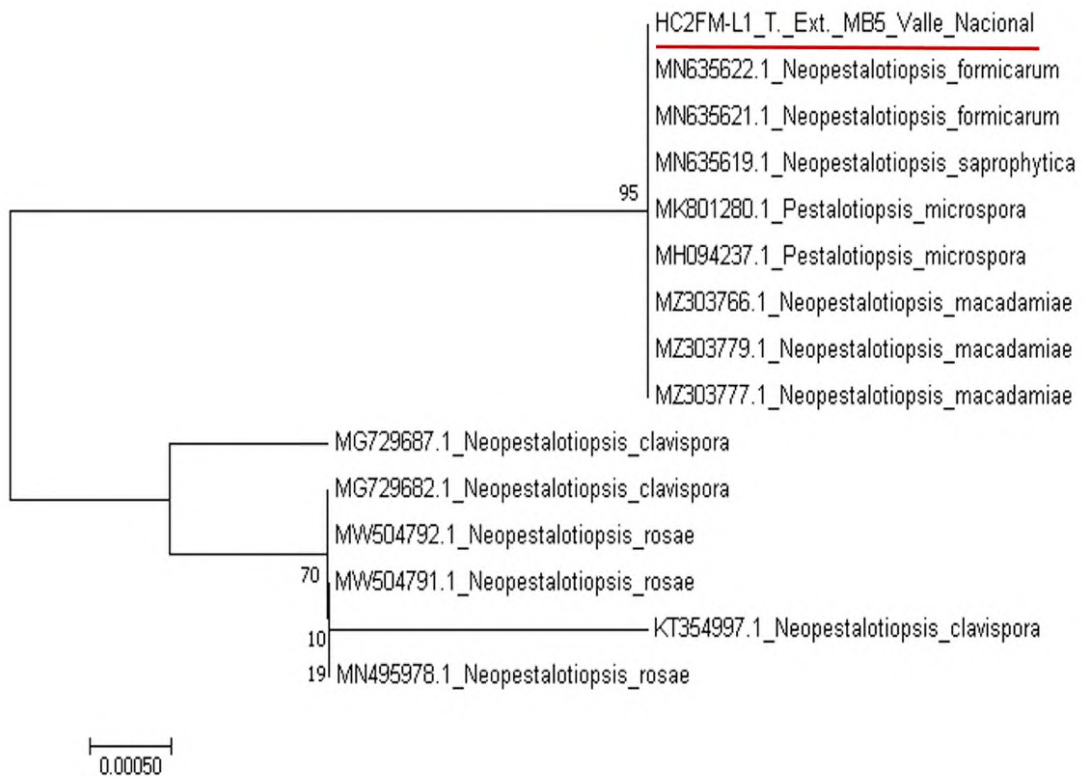 HC2FM-L1_T._Ext._MB5_Valle_Nacional
MN635622.1_Neopestalotiopsis_formicarum
MN635621.1_Neopestalotiopsis_formicarum
MN635619.1_Neopestalotiopsis_saprophytica
95
MK801280.1_Pestalotiopsis_microspora
MH094237.1_Pestalotiopsis_microspora
MZ303766.1_Neopestalotiopsis_macadamiae
MZ303779.1_Neopestalotiopsis_macadamiae
MZ303777.1_Neopestalotiopsis_macadamiae
MG729687.1_Neopestalotiopsis_clavispora
MG729682.1_Neopestalotiopsis_clavispora
MW504792.1_Neopestalotiopsis_rosae
70
MW504791.1_Neopestalotiopsis_rosae
KT354997.1_Neopestalotiopsis_clavispora
10
19
MN495978.1_Neopestalotiopsis_rosae
0.00050